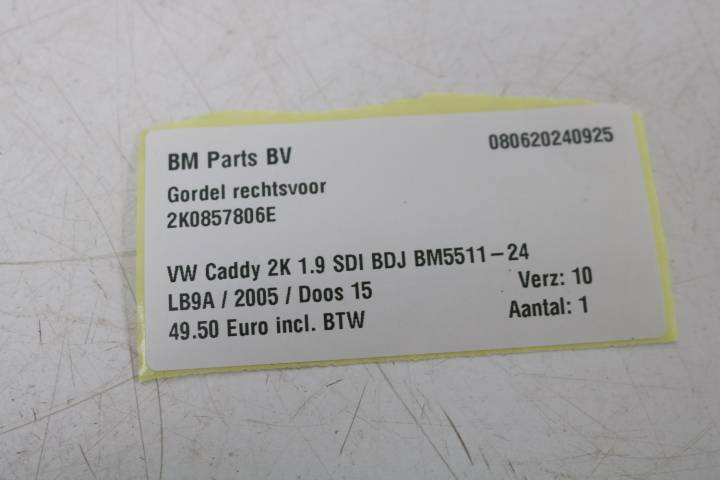 BM Parts BV 080620240925
Gordel rechtsvoor
2K0857806E
VW Caddy 2K 1.9 SDI BDJ BM5511-24
LB9A / 2005 / Doos 15 Verz: 10
49.50 Euro incl. BTW Aantal: 1